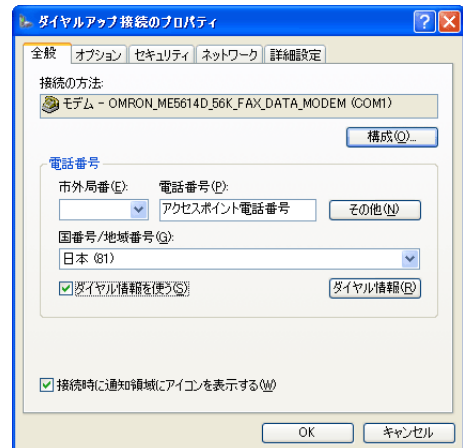 ダイヤルアップ接続のプロパティ
全般 オプション セキュリティ ネットワーク 詳細設定
接続の方法:
モデム - OMRON_ME5614D_56K_FAX_DATA_MODEM (COM1)
構成(O)...
電話番号
市外局番(E): 電話番号(P):
アクセスポイント電話番号 その他(N)
国番号/地域番号(G):
日本 (81)
ダイヤル情報を使う(S) ダイヤル情報(R)
接続時に通知領域にアイコンを表示する(W)
OK キャンセル